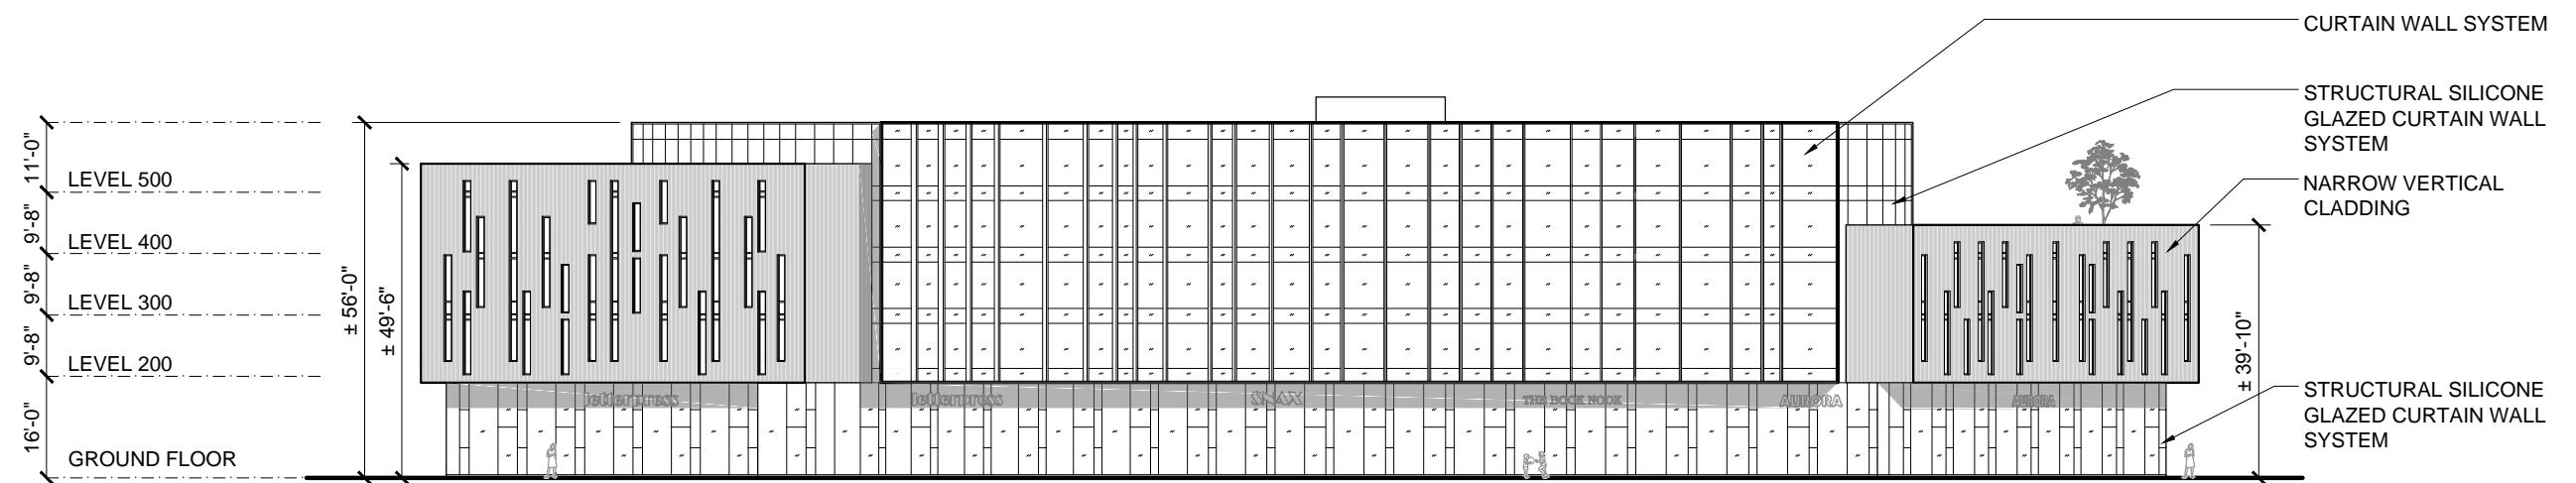 CURTAIN WALL SYSTEM
STRUCTURAL SILICONE
GLAZED CURTAIN WALL
SYSTEM
NARROW VERTICAL
CLADDING
STRUCTURAL SILICONE
GLAZED CURTAIN WALL
SYSTEM
11'-0"
LEVEL 500
9'-8"
LEVEL 400
9'-8"
LEVEL 300
9'-8"
LEVEL 200
16'-0"
GROUND FLOOR
± 56'-0"
± 49'-6"
± 39'-10"
letterpress
letterpress
SNAX
THE BOOK NOOK
AURORA
AURORA